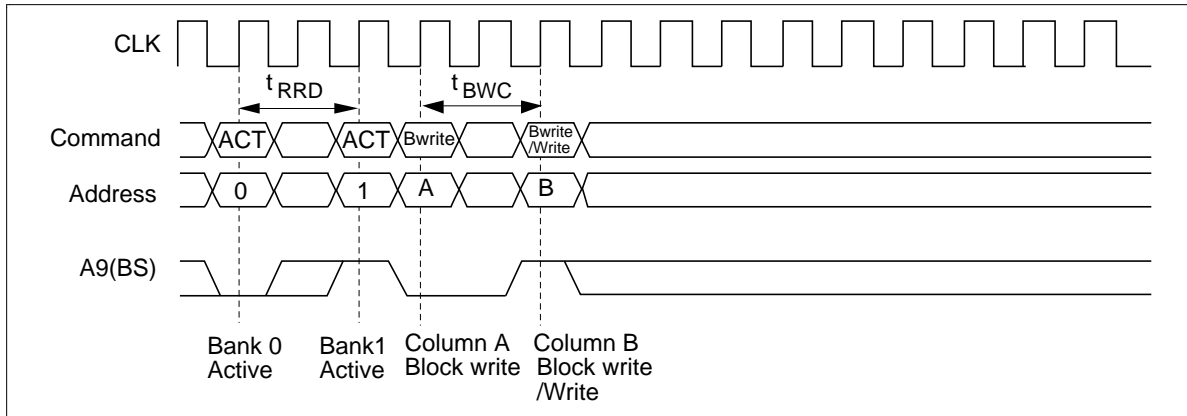 CLK
t RRD
t BWC
Command
ACT
ACT
Bwrite
Bwrite
/Write
Address
0
1
A
B
A9(BS)
Bank 0
Active
Bank1
Active
Column A
Block write
Column B
Block write
/Write